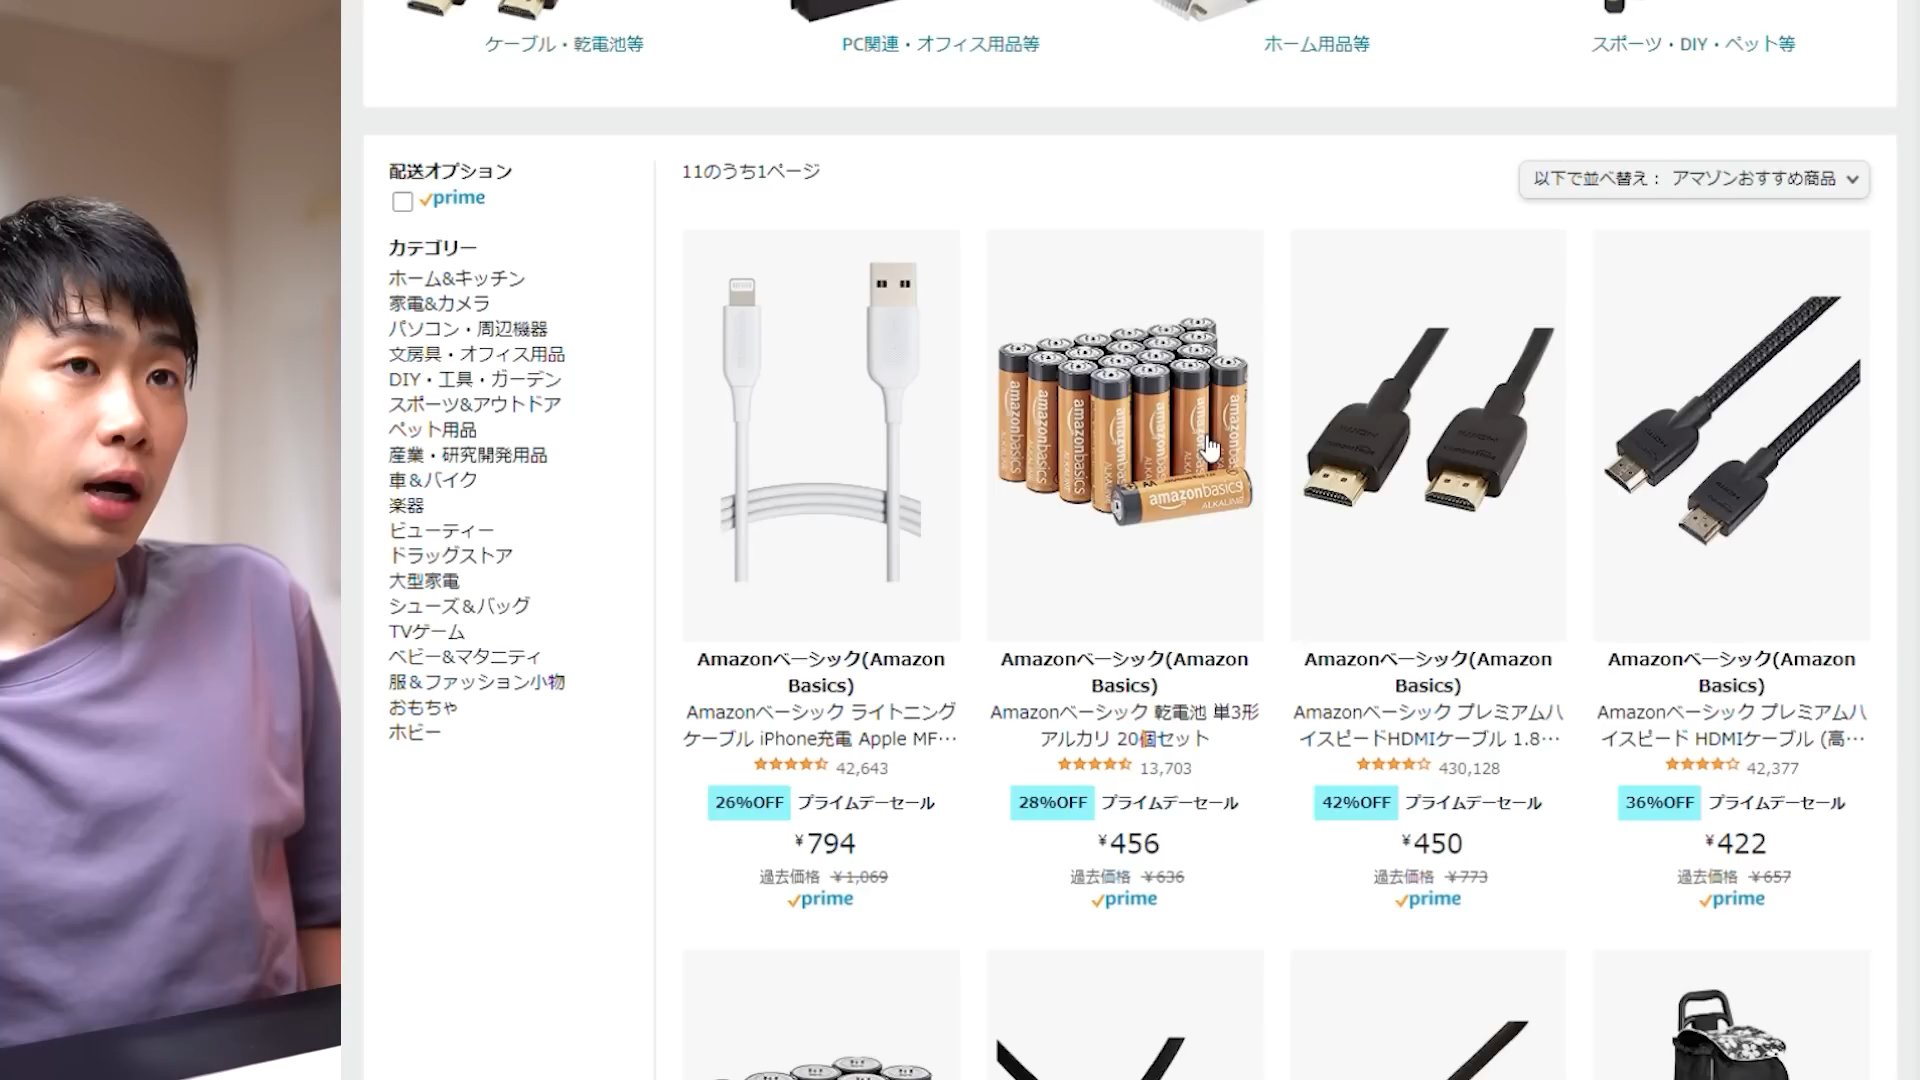 ケーブル・乾電池等
PC関連・オフィス用品等
ホーム用品等
スポーツ・DIY・ペット等
配送オプション
prime
カテゴリー
ホーム&キッチン
家電&カメラ
パソコン・周辺機器
文房具・オフィス用品
DIY・工具・ガーデン
スポーツ&アウトドア
ペット用品
産業・研究開発用品
車＆バイク
楽器
ビューティー
ドラッグストア
大型家電
シューズ＆バッグ
TVゲーム
ベビー&マタニティ
服＆ファッション小物
おもちゃ
ホビー
11のうち1ページ
以下で並べ替え： アマゾンおすすめ商品
amazonbasics
amazonbasics
amazonbasics
amazonbasics
ALKALINE
Amazonベーシック(Amazon
Basics)
Amazonベーシック ライトニング
ケーブル iPhone充電 Apple MF…
42,643
26%OFF プライムデーセール
¥794
過去価格 ¥1,069
prime
Amazonベーシック(Amazon
Basics)
Amazonベーシック 乾電池 単3形
アルカリ 20個セット
13,703
28%OFF プライムデーセール
¥456
過去価格 ¥636
prime
Amazonベーシック(Amazon
Basics)
Amazonベーシック プレミアムハ
イスピードHDMIケーブル 1.8…
430,128
42%OFF プライムデーセール
¥450
過去価格 ¥773
prime
Amazonベーシック(Amazon
Basics)
Amazonベーシック プレミアムハ
イスピード HDMIケーブル (高…
42,377
36%OFF プライムデーセール
¥422
過去価格 ¥657
prime